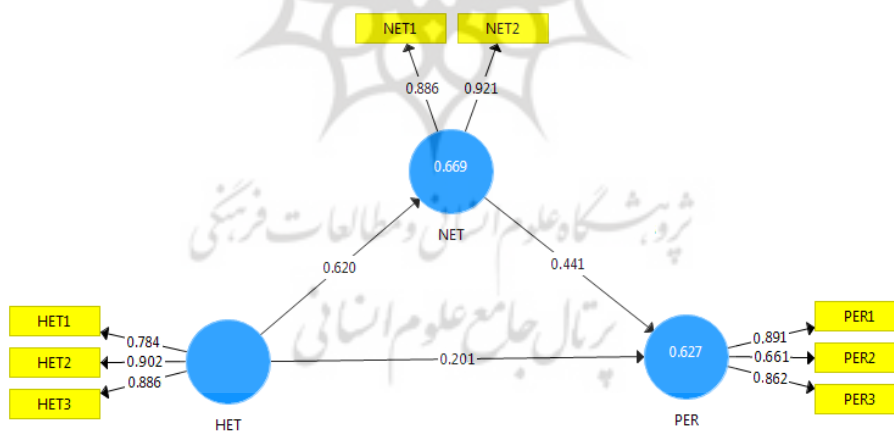 NET1 NET2
0.886 0.921
0.669
پژوهشگاه علوم انسانی و مطالعات فرهنگی
NET
0.620 0.441
پرتال جامع علوم انسانی
HET1 0.784
HET2 0.902
HET3 0.886
HET
0.201
0.627
PER
0.891 PER1
0.661 PER2
0.862 PER3